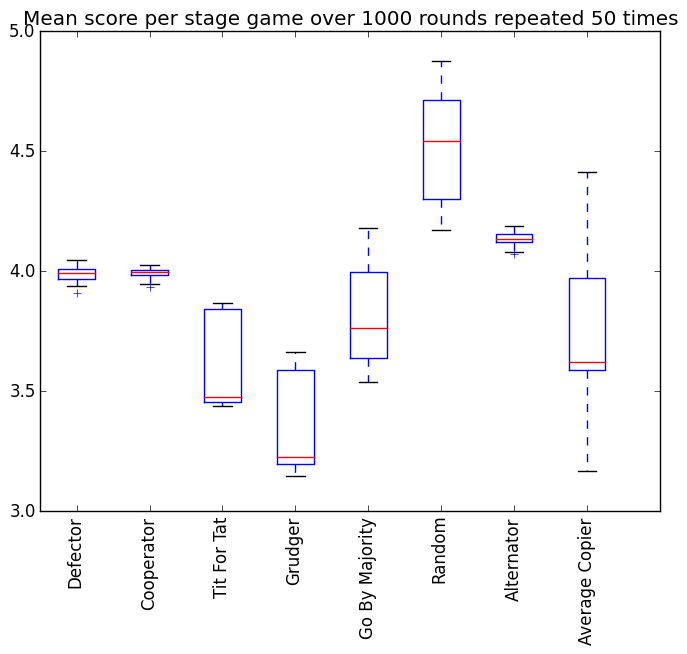 Mean score per stage game over 1000 rounds repeated 50 times
5.0
4.5
4.0
3.5
3.0
Defector
Cooperator
Tit For Tat
Grudger
Go By Majority
Random
Alternator
Average Copier